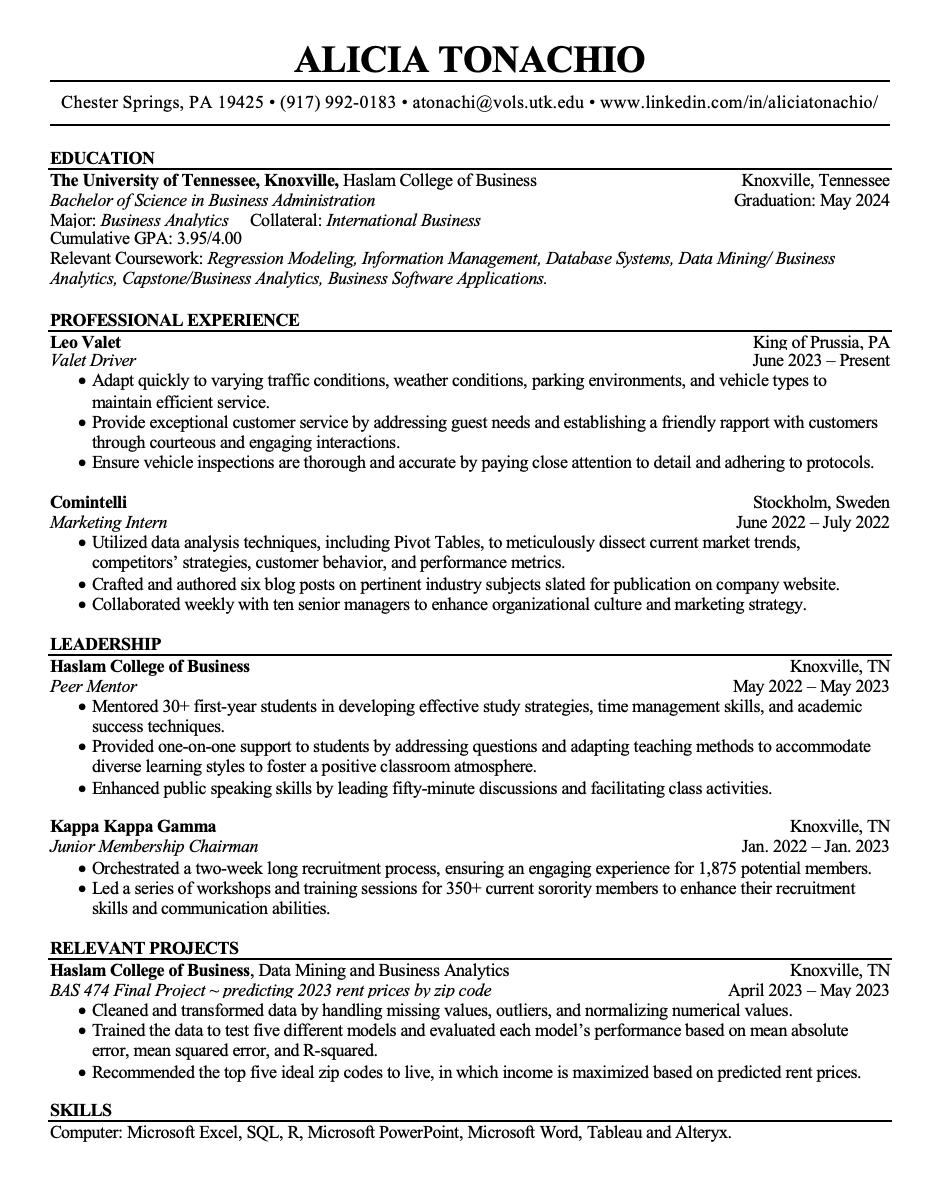 ALICIA TONACHIO
Chester Springs, PA 19425 • (917) 992-0183 • atonachi@vols.utk.edu • www.linkedin.com/in/aliciatonachio/
EDUCATION
The University of Tennessee, Knoxville, Haslam College of Business Knoxville, Tennessee
Bachelor of Science in Business Administration Graduation: May 2024
Major: Business Analytics Collateral: International Business
Cumulative GPA: 3.95/4.00
Relevant Coursework: Regression Modeling, Information Management, Database Systems, Data Mining/ Business
Analytics, Capstone/Business Analytics, Business Software Applications.
PROFESSIONAL EXPERIENCE
Leo Valet King of Prussia, PA
Valet Driver June 2023 – Present
• Adapt quickly to varying traffic conditions, weather conditions, parking environments, and vehicle types to
maintain efficient service.
• Provide exceptional customer service by addressing guest needs and establishing a friendly rapport with customers
through courteous and engaging interactions.
• Ensure vehicle inspections are thorough and accurate by paying close attention to detail and adhering to protocols.
Comintelli Stockholm, Sweden
Marketing Intern June 2022 – July 2022
• Utilized data analysis techniques, including Pivot Tables, to meticulously dissect current market trends,
competitors’ strategies, customer behavior, and performance metrics.
• Crafted and authored six blog posts on pertinent industry subjects slated for publication on company website.
• Collaborated weekly with ten senior managers to enhance organizational culture and marketing strategy.
LEADERSHIP
Haslam College of Business Knoxville, TN
Peer Mentor May 2022 – May 2023
• Mentored 30+ first-year students in developing effective study strategies, time management skills, and academic
success techniques.
• Provided one-on-one support to students by addressing questions and adapting teaching methods to accommodate
diverse learning styles to foster a positive classroom atmosphere.
• Enhanced public speaking skills by leading fifty-minute discussions and facilitating class activities.
Kappa Kappa Gamma Knoxville, TN
Junior Membership Chairman Jan. 2022 – Jan. 2023
• Orchestrated a two-week long recruitment process, ensuring an engaging experience for 1,875 potential members.
• Led a series of workshops and training sessions for 350+ current sorority members to enhance their recruitment
skills and communication abilities.
RELEVANT PROJECTS
Haslam College of Business, Data Mining and Business Analytics Knoxville, TN
BAS 474 Final Project ~ predicting 2023 rent prices by zip code April 2023 – May 2023
• Cleaned and transformed data by handling missing values, outliers, and normalizing numerical values.
• Trained the data to test five different models and evaluated each model’s performance based on mean absolute
error, mean squared error, and R-squared.
• Recommended the top five ideal zip codes to live, in which income is maximized based on predicted rent prices.
SKILLS
Computer: Microsoft Excel, SQL, R, Microsoft PowerPoint, Microsoft Word, Tableau and Alteryx.